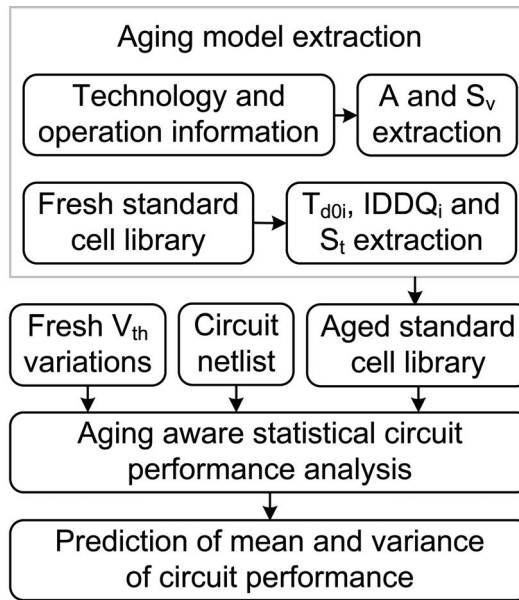 Aging model extraction
Technology and
operation information
A and Sv
extraction
Fresh standard
cell library
Td0i, IDDQi and
St extraction
Fresh Vth
variations
Circuit
netlist
Aged standard
cell library
Aging aware statistical circuit
performance analysis
Prediction of mean and variance
of circuit performance